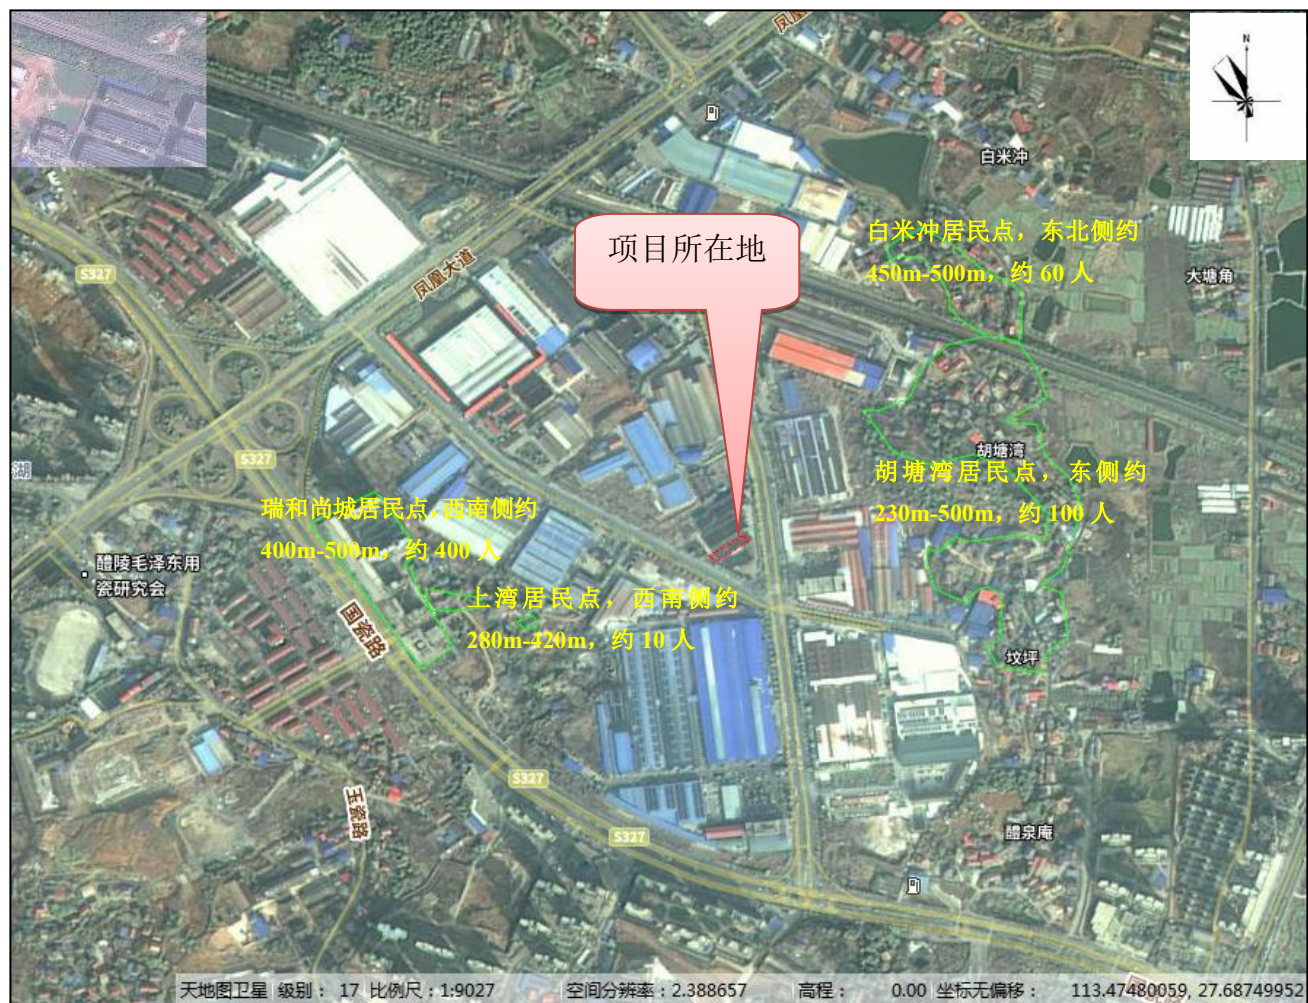 凤凰
N
白米冲
白米冲居民点，东北侧约
450m-500m，约 60 人
项目所在地
S327
凤凰大道
大塘角
胡塘湾
湖
S327
胡塘湾居民点，东侧约
230m-500m，约 100 人
瑞和尚城居民点，西南侧约
400m-500m，约 400 人
醴陵毛泽东用
瓷研究会
上湾居民点，西南侧约
280m-420m，约 10 人
国瓷路
坟坪
S327
玉瓷路
S327
醴泉庵
天地图卫星 级别： 17 比例尺：1:9027 空间分辨率：2.388657 高程： 0.00 坐标无偏移： 113.47480059, 27.68749952